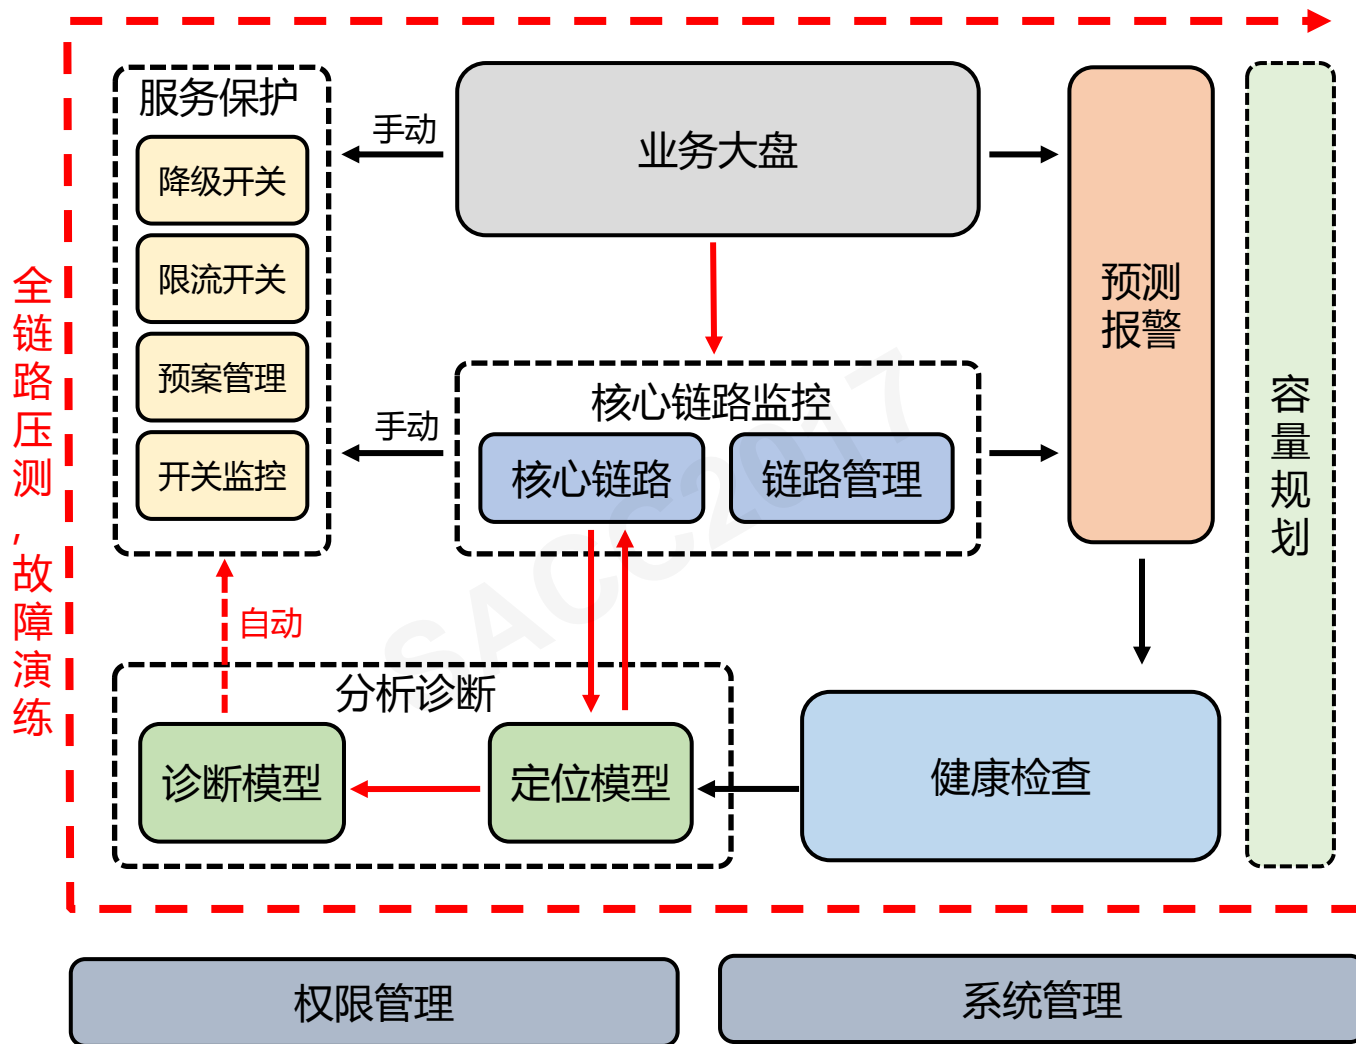 服务保护
降级开关
限流开关
预案管理
开关监控
手动
业务大盘
预测
报警
容
量
规
划
全
链
路
压
测
,
故
障
演
练
手动
核心链路监控
核心链路
链路管理
自动
分析诊断
诊断模型
定位模型
健康检查
权限管理
系统管理
SACC2017